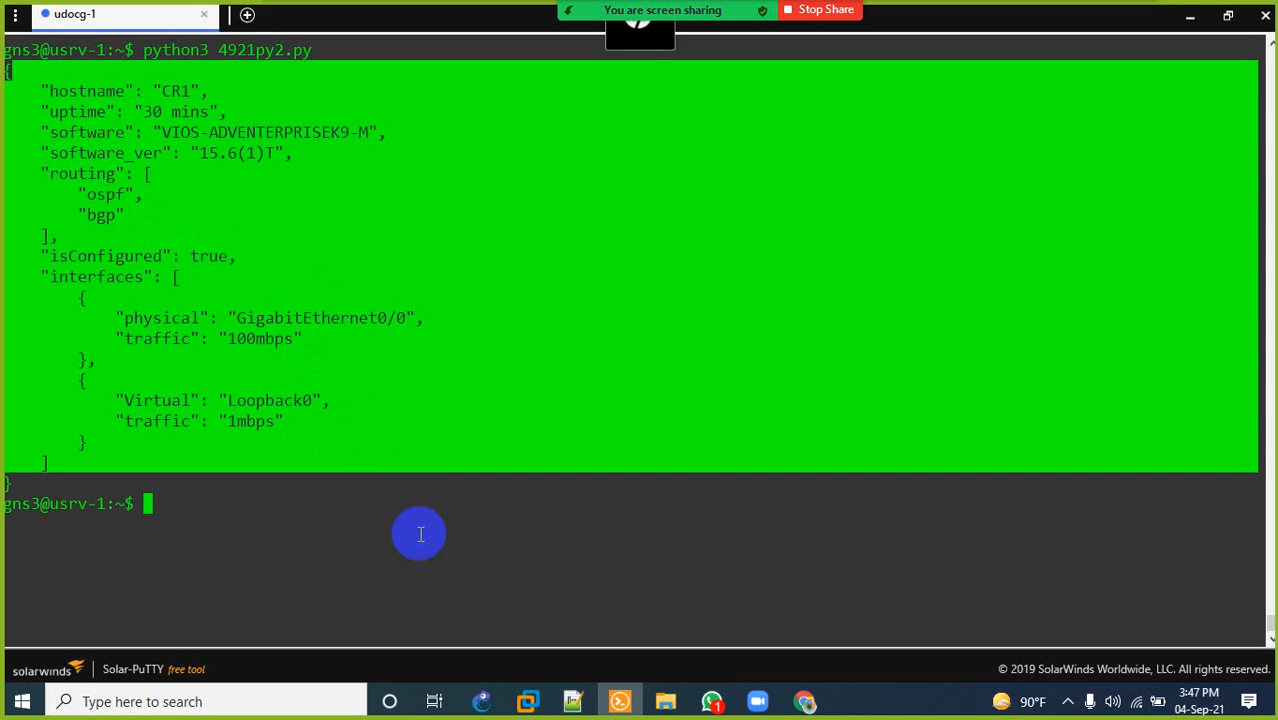 You are screen sharing
Stop Share
udocg-1
gns3@usrv-1:~$ python3 4921py2.py
{
"hostname": "CR1",
"uptime": "30 mins",
"software": "VIOS-ADVENTERPRISEK9-M",
"software_ver": "15.6(1)T",
"routing": [
"ospf",
"bgp"
],
"isConfigured": true,
"interfaces": [
{
"physical": "GigabitEthernet0/0",
"traffic": "100mbps"
},
{
"Virtual": "Loopback0",
"traffic": "1mbps"
}
]
}
gns3@usrv-1:~$
solarwinds Solar-PuTTY free tool
© 2019 SolarWinds Worldwide, LLC. All rights reserved.
Type here to search
1
90°F
3:47 PM
04-Sep-21